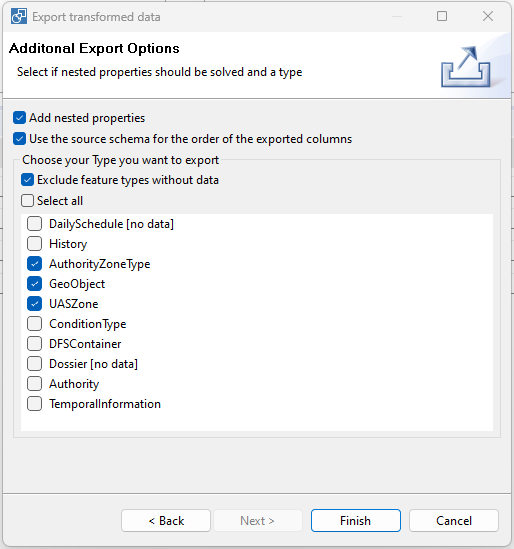 Export transformed data
Additonal Export Options
Select if nested properties should be solved and a type
Add nested properties
Use the source schema for the order of the exported columns
Choose your Type you want to export
Exclude feature types without data
Select all
DailySchedule [no data]
History
AuthorityZoneType
GeoObject
UASZone
ConditionType
DFSContainer
Dossier [no data]
Authority
TemporalInformation
< Back
Next >
Finish
Cancel